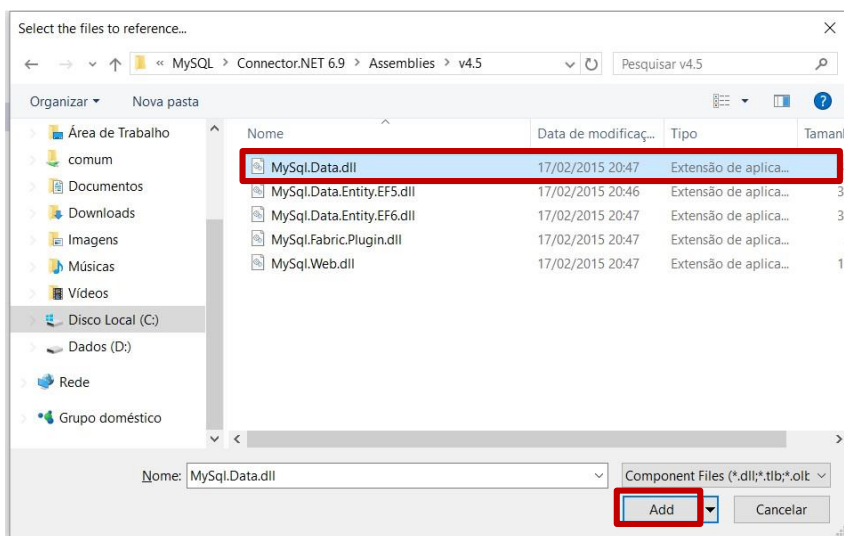 Select the files to reference...
« MySQL > Connector.NET 6.9 > Assemblies > v4.5
Pesquisar v4.5
Organizar Nova pasta
Nome Data de modificaç... Tipo Taman
Área de Trabalho
comum
Documentos
Downloads
Imagens
Músicas
Vídeos
Disco Local (C:)
Dados (D:)
Rede
Grupo doméstico
MySql.Data.dll 17/02/2015 20:47 Extensão de aplica...
MySql.Data.Entity.EF5.dll 17/02/2015 20:46 Extensão de aplica... 3
MySql.Data.Entity.EF6.dll 17/02/2015 20:47 Extensão de aplica... 3
MySql.Fabric.Plugin.dll 17/02/2015 20:47 Extensão de aplica...
MySql.Web.dll 17/02/2015 20:47 Extensão de aplica... 1
Nome: MySql.Data.dll
Component Files (*.dll;*.tlb;*.olb
Add Cancelar